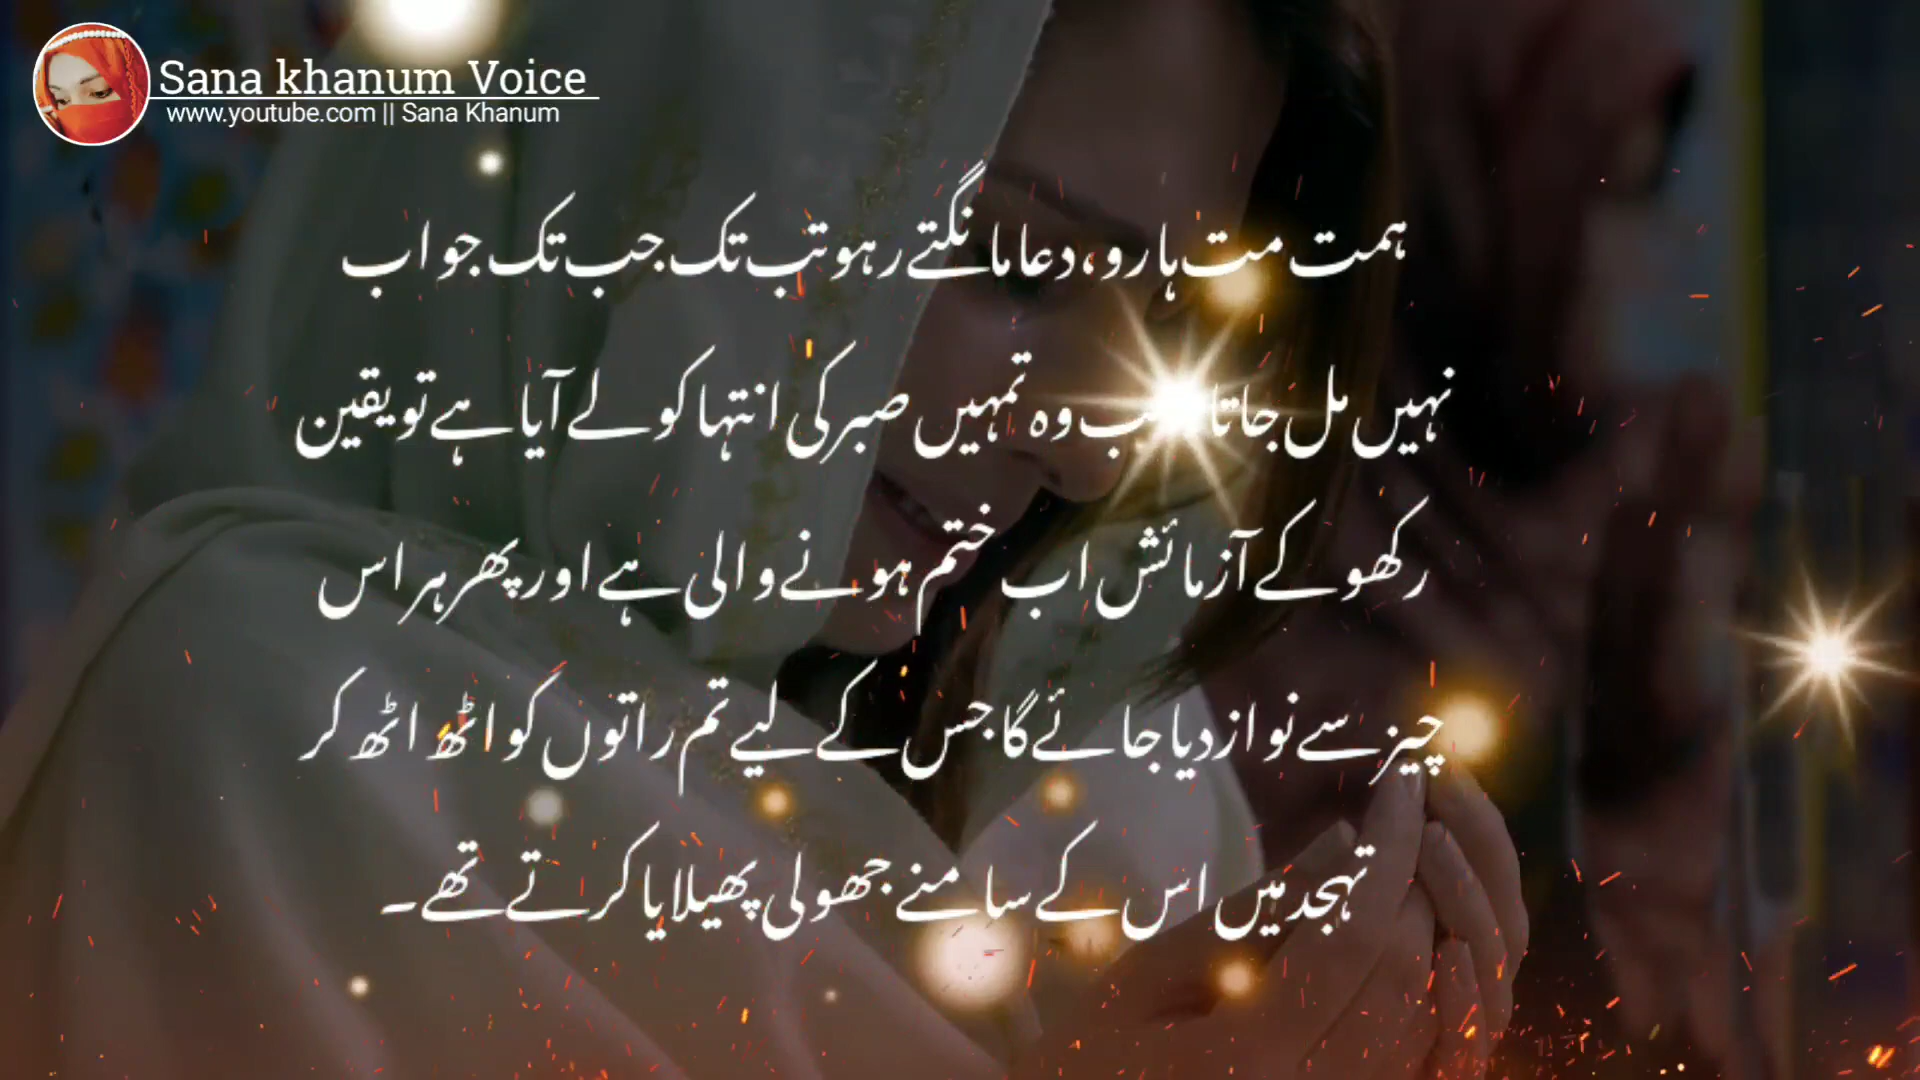 Sana khanum Voice
www.youtube.com || Sana Khanum
ہمت مت ہارو، دعا مانگتے رہو تب تک جب تک جواب
نہیں مل جاتا وہ تمہیں صبر کی انتہا کو لے آیا ہے تو یقین
رکھو کے آزمائش اب ختم ہونے والی ہے اور پھر ہر اس
چیز سے نواز دیا جائے گا جس کے لیے تم راتوں کو اٹھ اٹھ کر
تہجد میں اس کے سامنے جھولی پھیلایا کرتے تھے۔